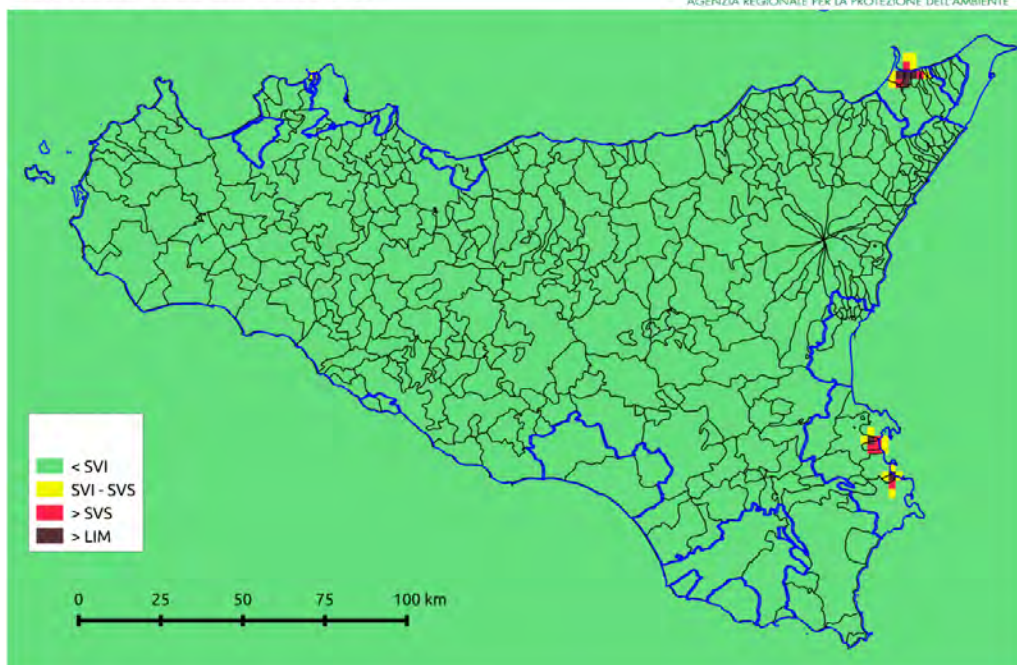 AGENZIA REGIONALE PER LA PROTEZIONE DELL'AMBIENTE
< SVI
SVI - SVS
> SVS
> LIM
0 25 50 75 100 km